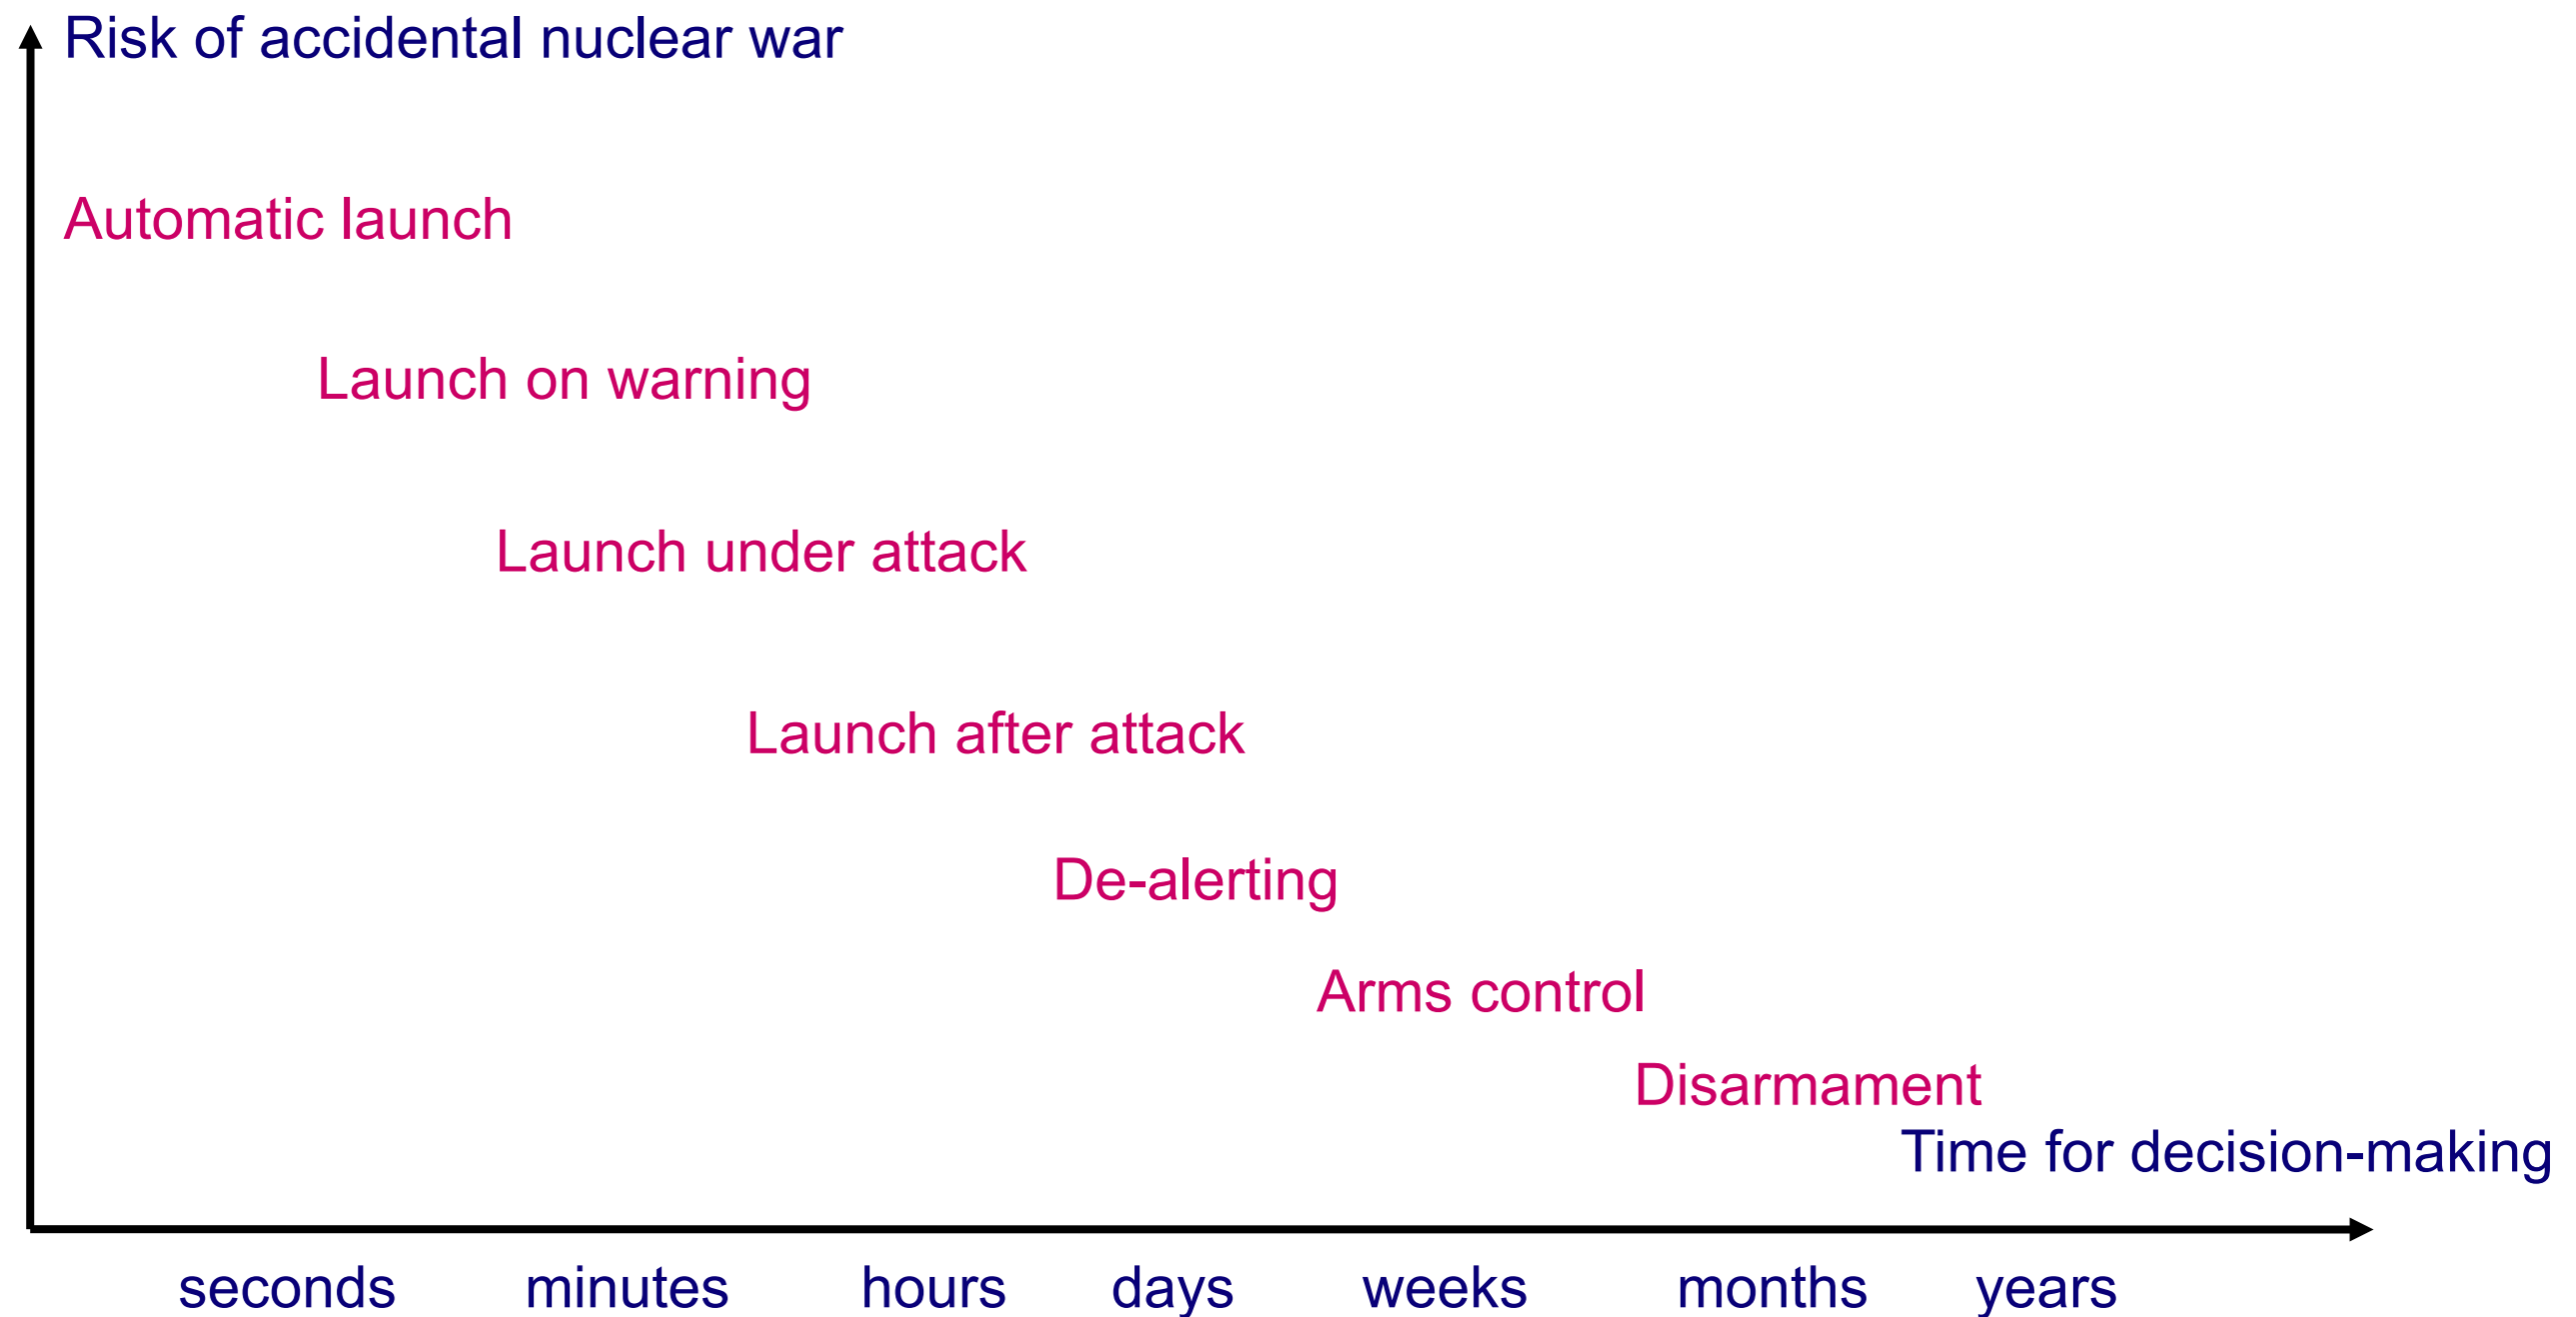 Risk of accidental nuclear war
Automatic launch
Launch on warning
Launch under attack
Launch after attack
De-alerting
Arms control
Disarmament
Time for decision-making
seconds minutes hours days weeks months years